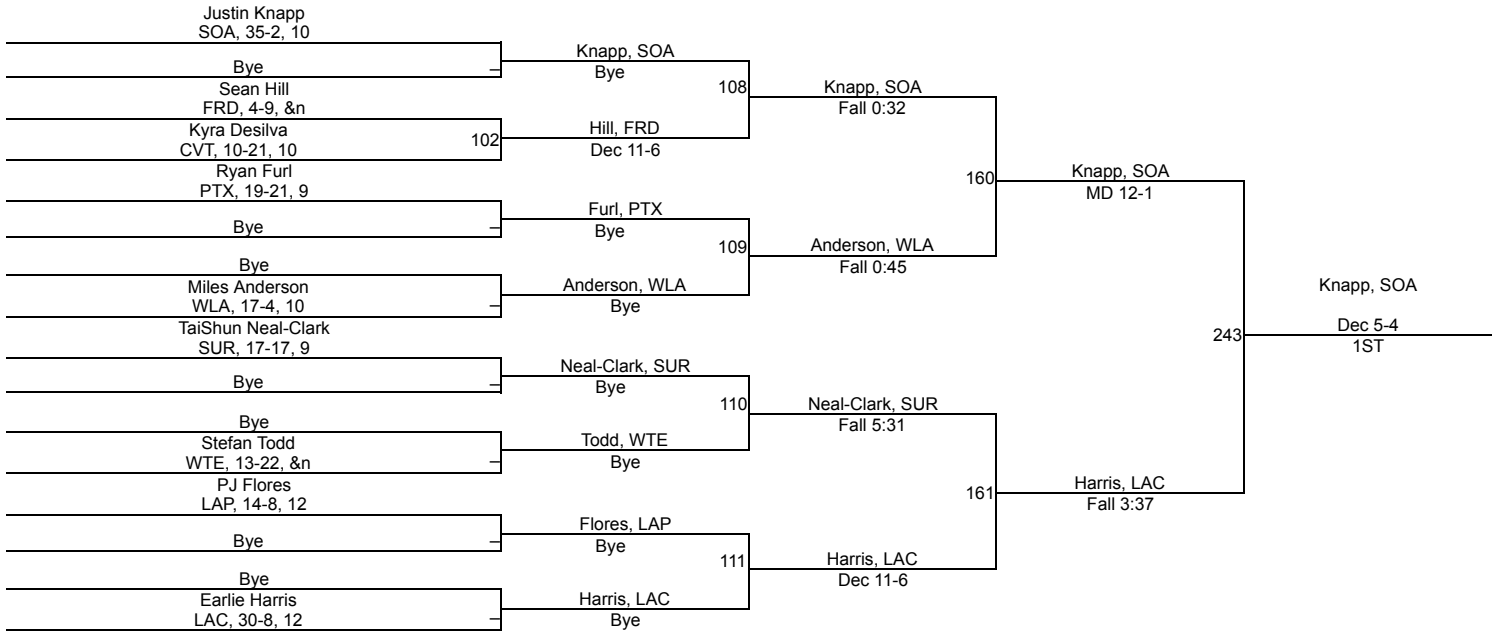 Justin Knapp
SOA, 35-2, 10
Bye
Sean Hill
FRD, 4-9, &n
Kyra Desilva
CVT, 10-21, 10
Ryan Furl
PTX, 19-21, 9
Bye
Bye
Miles Anderson
WLA, 17-4, 10
TaiShun Neal-Clark
SUR, 17-17, 9
Bye
Bye
Stefan Todd
WTE, 13-22, &n
PJ Flores
LAP, 14-8, 12
Bye
Bye
Earlie Harris
LAC, 30-8, 12
102
Knapp, SOA
Bye
Hill, FRD
Dec 11-6
Furl, PTX
Bye
Anderson, WLA
Bye
Neal-Clark, SUR
Bye
Todd, WTE
Bye
Flores, LAP
Bye
Harris, LAC
Bye
108
109
110
111
Knapp, SOA
Fall 0:32
Anderson, WLA
Fall 0:45
Neal-Clark, SUR
Fall 5:31
Harris, LAC
Dec 11-6
160
161
Knapp, SOA
MD 12-1
Harris, LAC
Fall 3:37
243
Knapp, SOA
Dec 5-4
1ST